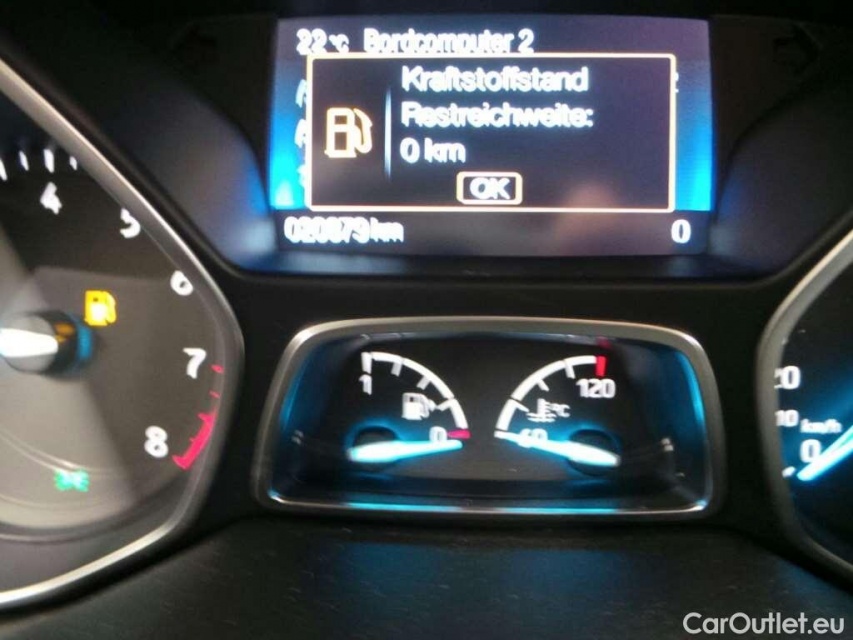 22 °C Bordcomputer 2
Kraftstoffstand
Restreichweite:
0 km
OK
020879 km 0
4
5
6
7
8
1
0
120
60
°C
20
10
km/h
0
CarOutlet.eu